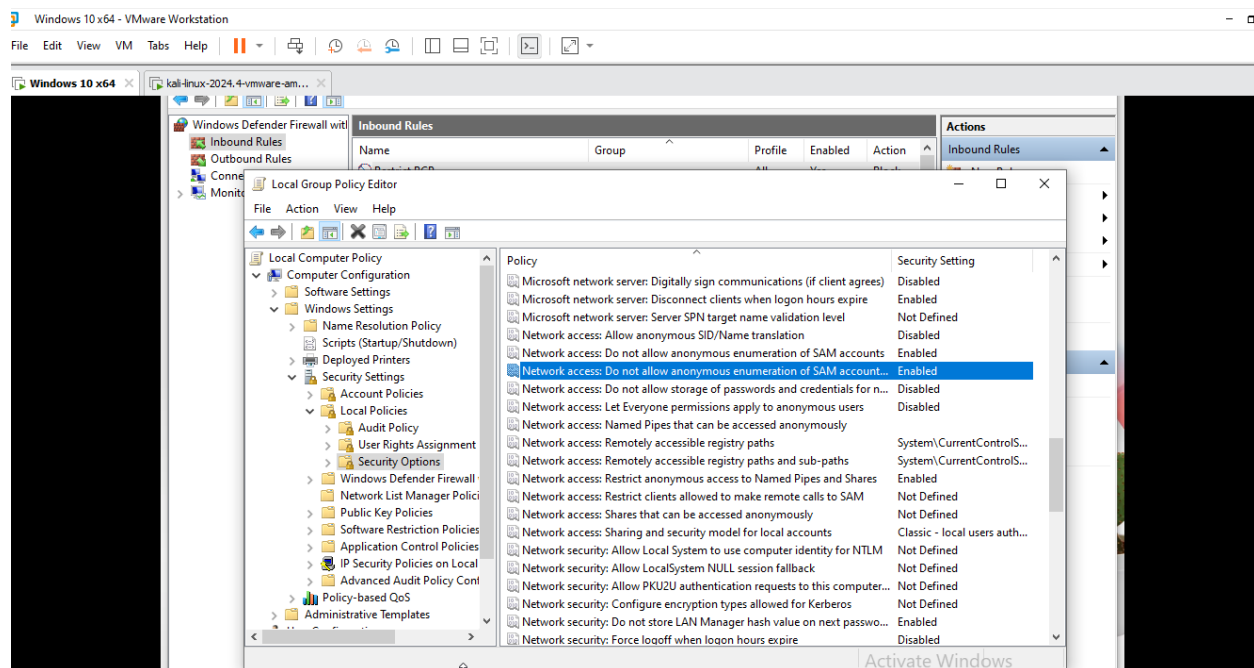 Windows 10 x64 - VMware Workstation
File Edit View VM Tabs Help
Windows 10 x64
kali-linux-2024.4-vmware-am...
Windows Defender Firewall witl
Inbound Rules
Outbound Rules
Conne
Monito
Inbound Rules
Name Group Profile Enabled Action
Actions
Inbound Rules
Local Group Policy Editor
File Action View Help
Local Computer Policy
Computer Configuration
Software Settings
Windows Settings
Name Resolution Policy
Scripts (Startup/Shutdown)
Deployed Printers
Security Settings
Account Policies
Local Policies
Audit Policy
User Rights Assignment
Security Options
Windows Defender Firewall
Network List Manager Polici
Public Key Policies
Software Restriction Policies
Application Control Policies
IP Security Policies on Local
Advanced Audit Policy Conf
Policy-based QoS
Administrative Templates
Policy Security Setting
Microsoft network server: Digitally sign communications (if client agrees) Disabled
Microsoft network server: Disconnect clients when logon hours expire Enabled
Microsoft network server: Server SPN target name validation level Not Defined
Network access: Allow anonymous SID/Name translation Disabled
Network access: Do not allow anonymous enumeration of SAM accounts Enabled
Network access: Do not allow anonymous enumeration of SAM account... Enabled
Network access: Do not allow storage of passwords and credentials for n... Disabled
Network access: Let Everyone permissions apply to anonymous users Disabled
Network access: Named Pipes that can be accessed anonymously
Network access: Remotely accessible registry paths System\CurrentControlS...
Network access: Remotely accessible registry paths and sub-paths System\CurrentControlS...
Network access: Restrict anonymous access to Named Pipes and Shares Enabled
Network access: Restrict clients allowed to make remote calls to SAM Not Defined
Network access: Shares that can be accessed anonymously Not Defined
Network access: Sharing and security model for local accounts Classic - local users auth...
Network security: Allow Local System to use computer identity for NTLM Not Defined
Network security: Allow LocalSystem NULL session fallback Not Defined
Network security: Allow PKU2U authentication requests to this computer... Not Defined
Network security: Configure encryption types allowed for Kerberos Not Defined
Network security: Do not store LAN Manager hash value on next passwo... Enabled
Network security: Force logoff when logon hours expire Disabled
Activate Windows